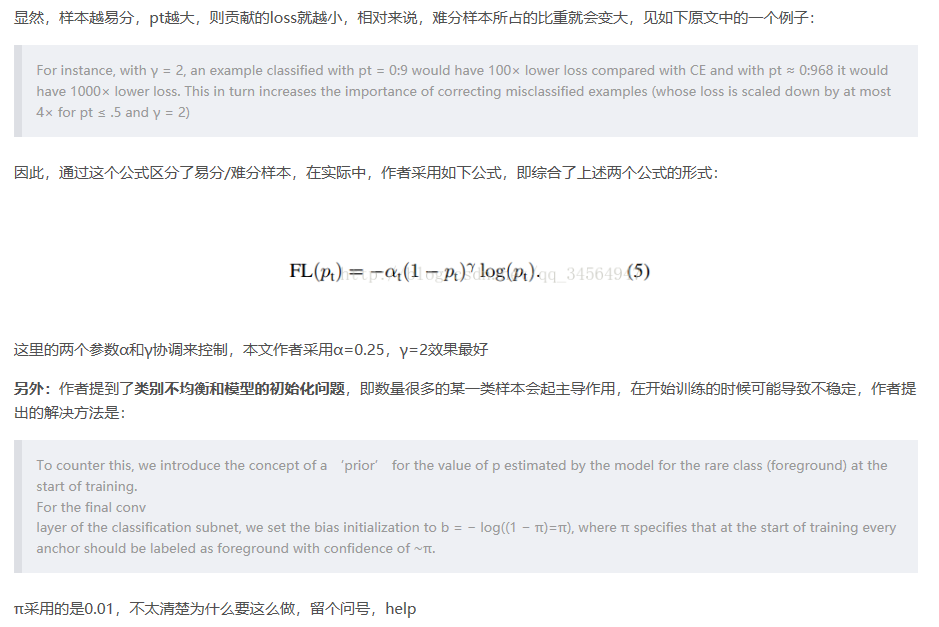 显然，样本越易分，pt越大，则贡献的loss就越小，相对来说，难分样本所占的比重就会变大，见如下原文中的一个例子：
For instance, with γ = 2, an example classified with pt = 0:9 would have 100× lower loss compared with CE and with pt ≈ 0:968 it would
have 1000× lower loss. This in turn increases the importance of correcting misclassified examples (whose loss is scaled down by at most
4× for pt ≤ .5 and γ = 2)
因此，通过这个公式区分了易分/难分样本，在实际中，作者采用如下公式，即综合了上述两个公式的形式：
FL(pₜ) = −αₜ(1 − pₜ)^γ log(pₜ). (5)
这里的两个参数α和γ协调来控制，本文作者采用α=0.25，γ=2效果最好
另外：作者提到了类别不均衡和模型的初始化问题，即数量很多的某一类样本会起主导作用，在开始训练的时候可能导致不稳定，作者提
出的解决方法是：
To counter this, we introduce the concept of a ‘prior’ for the value of p estimated by the model for the rare class (foreground) at the
start of training.
For the final conv
layer of the classification subnet, we set the bias initialization to b = − log((1 − π)=π), where π specifies that at the start of training every
anchor should be labeled as foreground with confidence of ~π.
π采用的是0.01，不太清楚为什么要这么做，留个问号，help